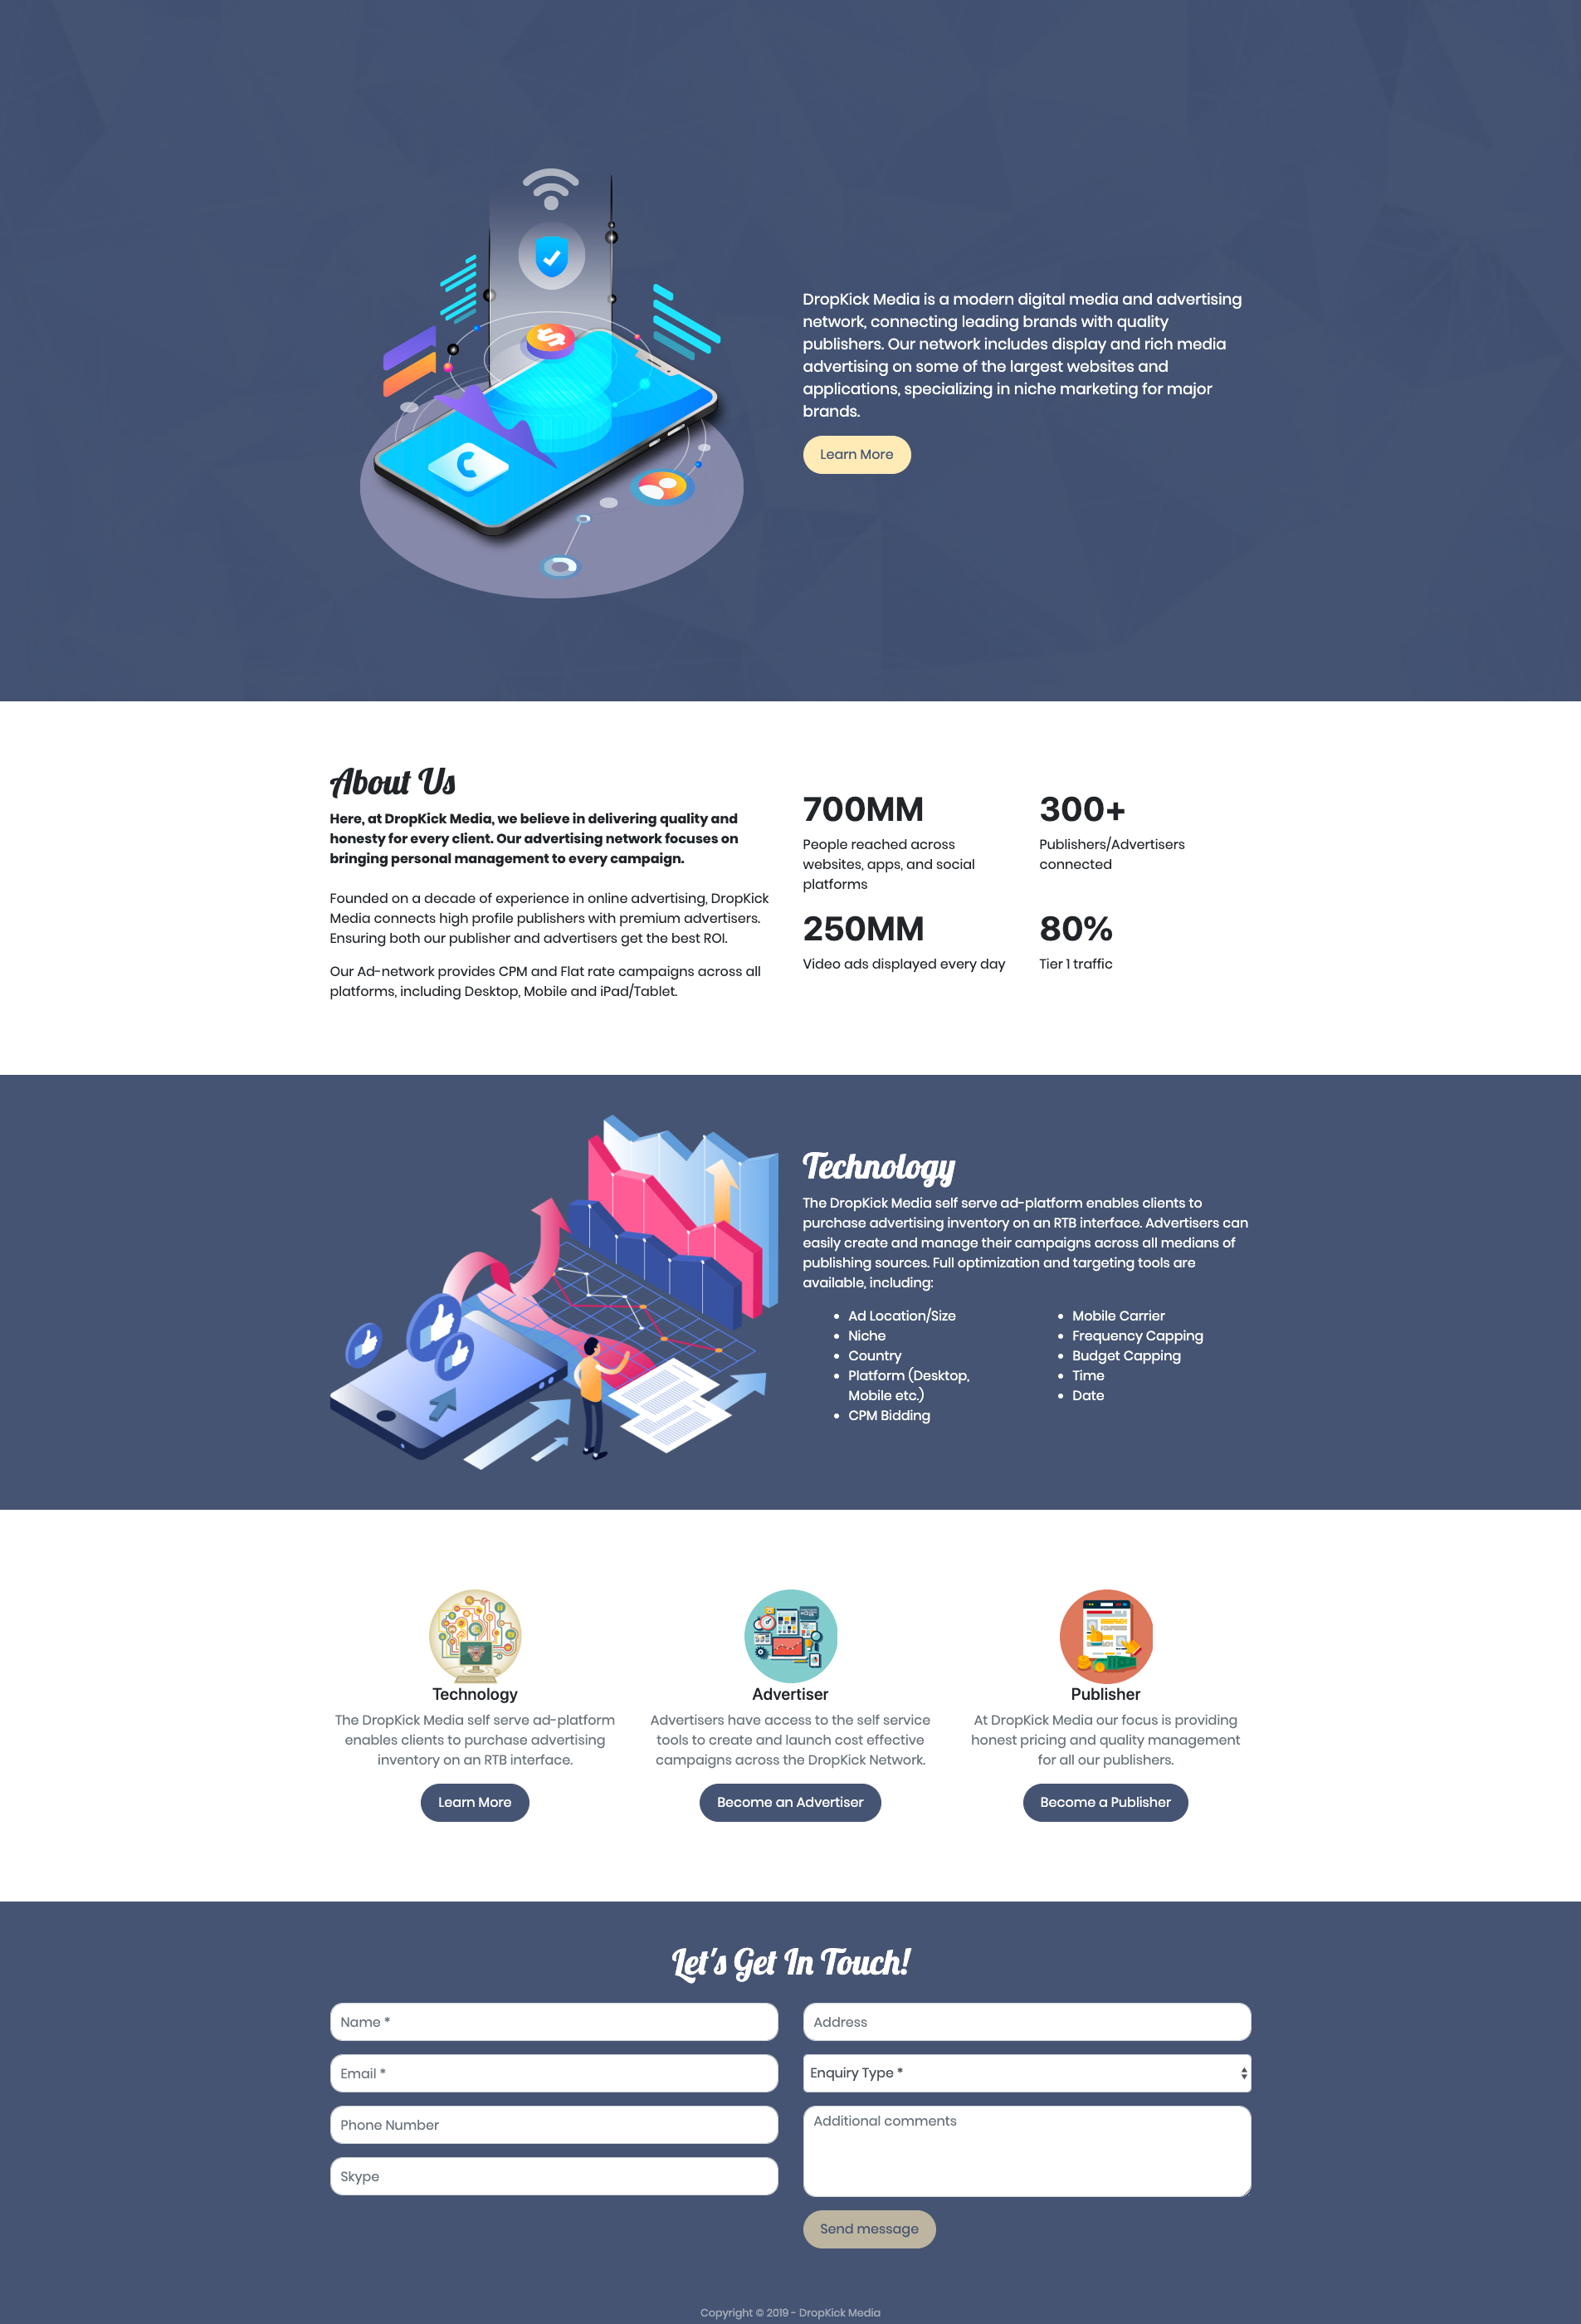 DropKick Media is a modern digital media and advertising
network, connecting leading brands with quality
publishers. Our network includes display and rich media
advertising on some of the largest websites and
applications, specializing in niche marketing for major
brands.
Learn More
About Us
Here, at DropKick Media, we believe in delivering quality and
honesty for every client. Our advertising network focuses on
bringing personal management to every campaign.
Founded on a decade of experience in online advertising, DropKick
Media connects high profile publishers with premium advertisers.
Ensuring both our publisher and advertisers get the best ROI.
Our Ad-network provides CPM and Flat rate campaigns across all
platforms, including Desktop, Mobile and iPad/Tablet.
700MM
People reached across
websites, apps, and social
platforms
300+
Publishers/Advertisers
connected
250MM
Video ads displayed every day
80%
Tier 1 traffic
Technology
The DropKick Media self serve ad-platform enables clients to
purchase advertising inventory on an RTB interface. Advertisers can
easily create and manage their campaigns across all medians of
publishing sources. Full optimization and targeting tools are
available, including:
Ad Location/Size
Niche
Country
Platform (Desktop,
Mobile etc.)
CPM Bidding
Mobile Carrier
Frequency Capping
Budget Capping
Time
Date
Technology
The DropKick Media self serve ad-platform
enables clients to purchase advertising
inventory on an RTB interface.
Learn More
Advertiser
Advertisers have access to the self service
tools to create and launch cost effective
campaigns across the DropKick Network.
Become an Advertiser
Publisher
At DropKick Media our focus is providing
honest pricing and quality management
for all our publishers.
Become a Publisher
Let's Get In Touch!
Name *
Email *
Phone Number
Skype
Address
Enquiry Type *
Additional comments
Send message
Copyright © 2019 - DropKick Media